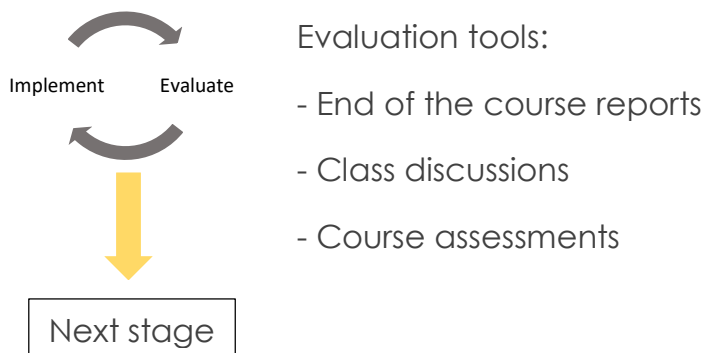 Implement
Evaluate
Evaluation tools:
- End of the course reports
- Class discussions
- Course assessments
Next stage